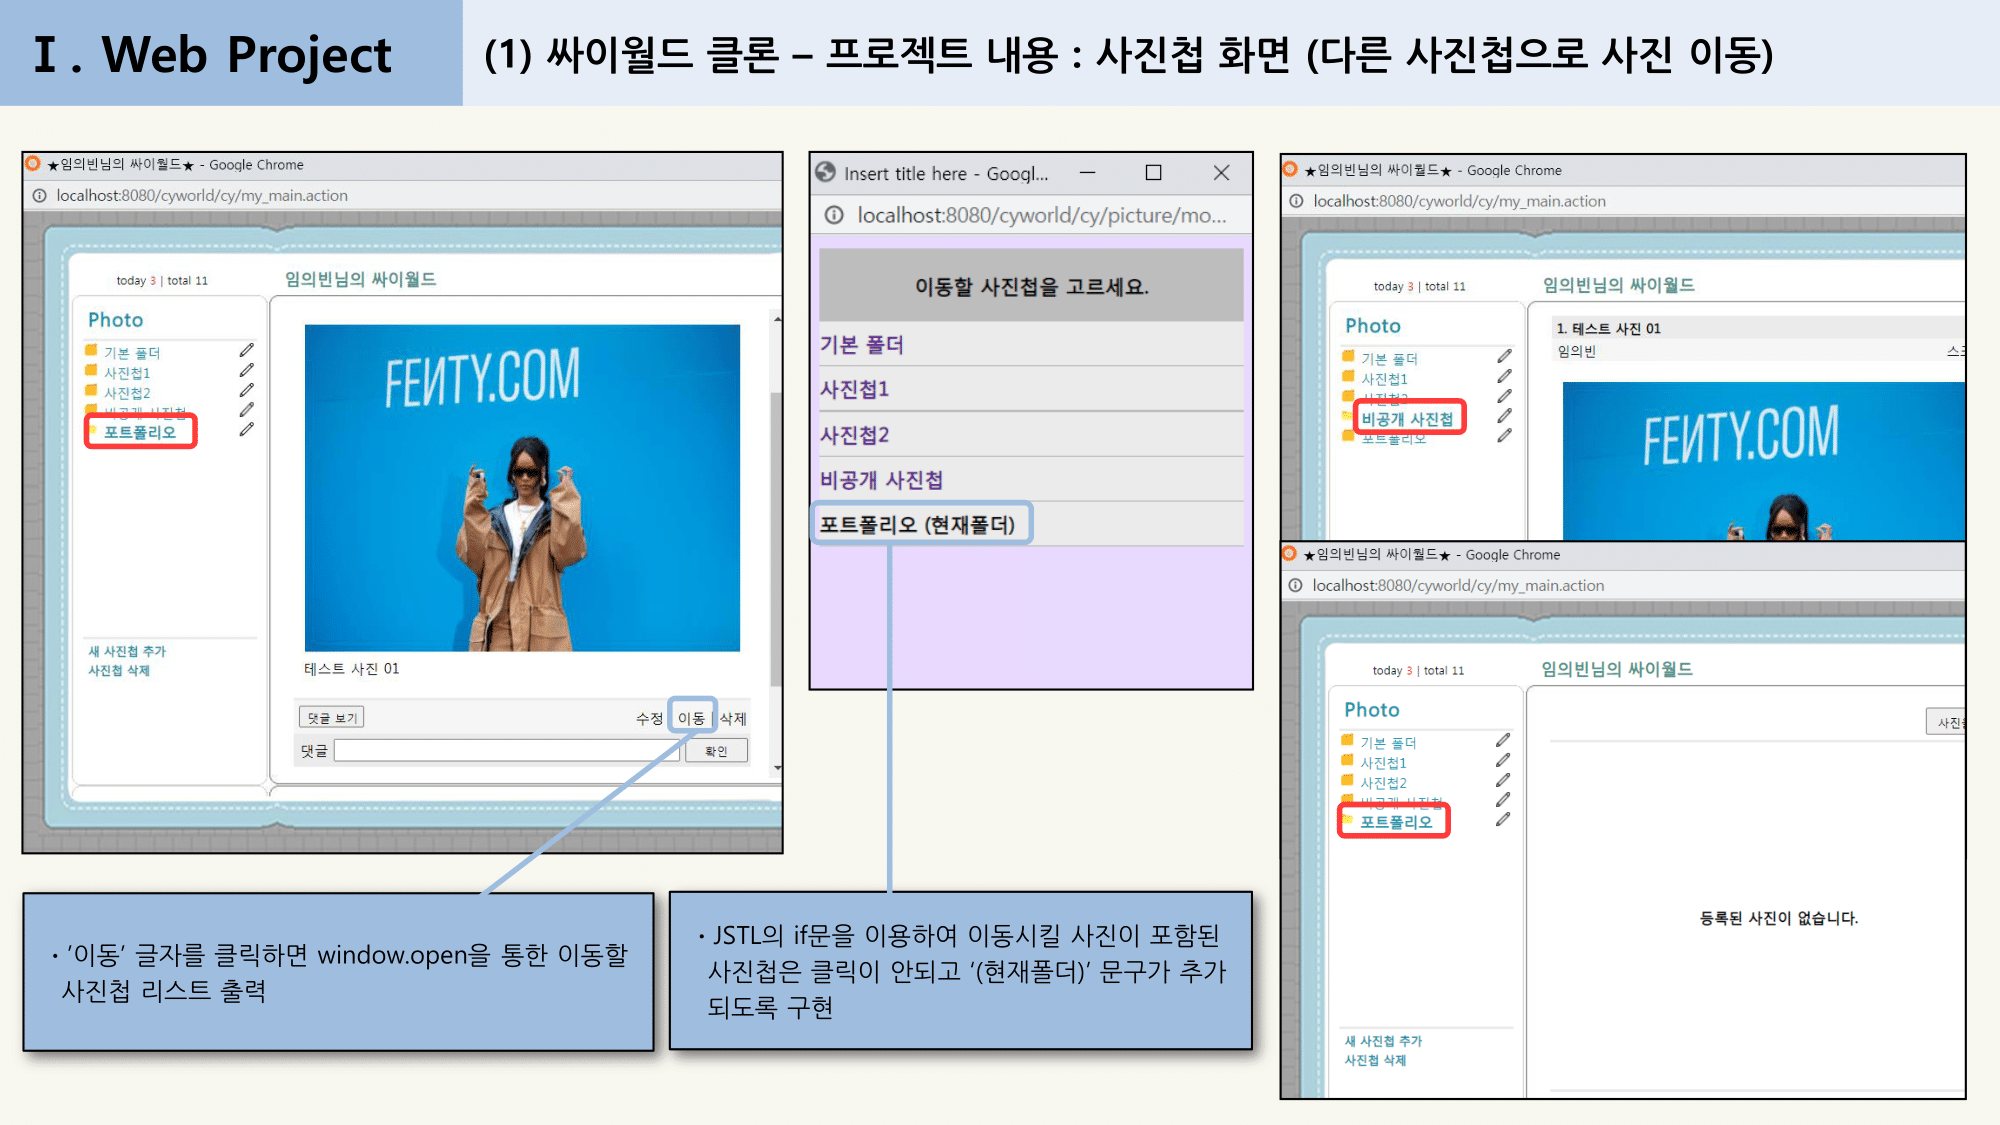 Ⅰ. Web Project
(1) 싸이월드 클론 – 프로젝트 내용 : 사진첩 화면 (다른 사진첩으로 사진 이동)
★임의빈님의 싸이월드★ - Google Chrome
localhost:8080/cyworld/cy/my_main.action
today 3 | total 11
임의빈님의 싸이월드
Photo
기본 폴더
사진첩1
사진첩2
비공개 사진첩
포트폴리오
새 사진첩 추가
사진첩 삭제
FENTY.COM
테스트 사진 01
댓글 보기
수정 이동 | 삭제
댓글
확인
Insert title here - Googl...
localhost:8080/cyworld/cy/picture/mo...
이동할 사진첩을 고르세요.
기본 폴더
사진첩1
사진첩2
비공개 사진첩
포트폴리오 (현재폴더)
★임의빈님의 싸이월드★ - Google Chrome
localhost:8080/cyworld/cy/my_main.action
today 3 | total 11
임의빈님의 싸이월드
Photo
기본 폴더
사진첩1
사진첩2
비공개 사진첩
포트폴리오
1. 테스트 사진 01
임의빈
FENTY.COM
★임의빈님의 싸이월드★ - Google Chrome
localhost:8080/cyworld/cy/my_main.action
today 3 | total 11
임의빈님의 싸이월드
Photo
기본 폴더
사진첩1
사진첩2
비공개 사진첩
포트폴리오
새 사진첩 추가
사진첩 삭제
등록된 사진이 없습니다.
· ‘이동’ 글자를 클릭하면 window.open을 통한 이동할
사진첩 리스트 출력
· JSTL의 if문을 이용하여 이동시킬 사진이 포함된
사진첩은 클릭이 안되고 ‘(현재폴더)’ 문구가 추가
되도록 구현